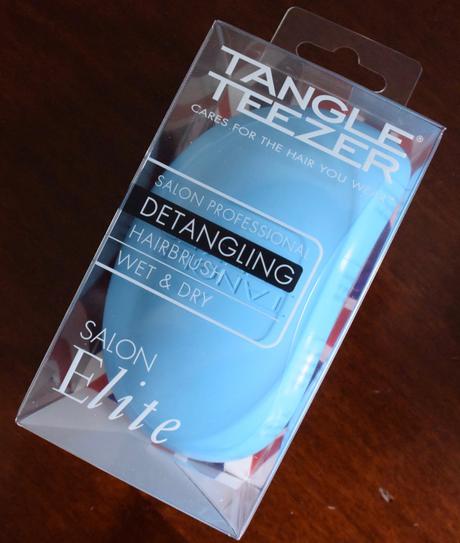 TANGLE
TEEZER®
CARES FOR THE HAIR YOU WEAR
SALON PROFESSIONAL
DETANGLING
HAIRBRUSH
WET & DRY
SALON
Elite